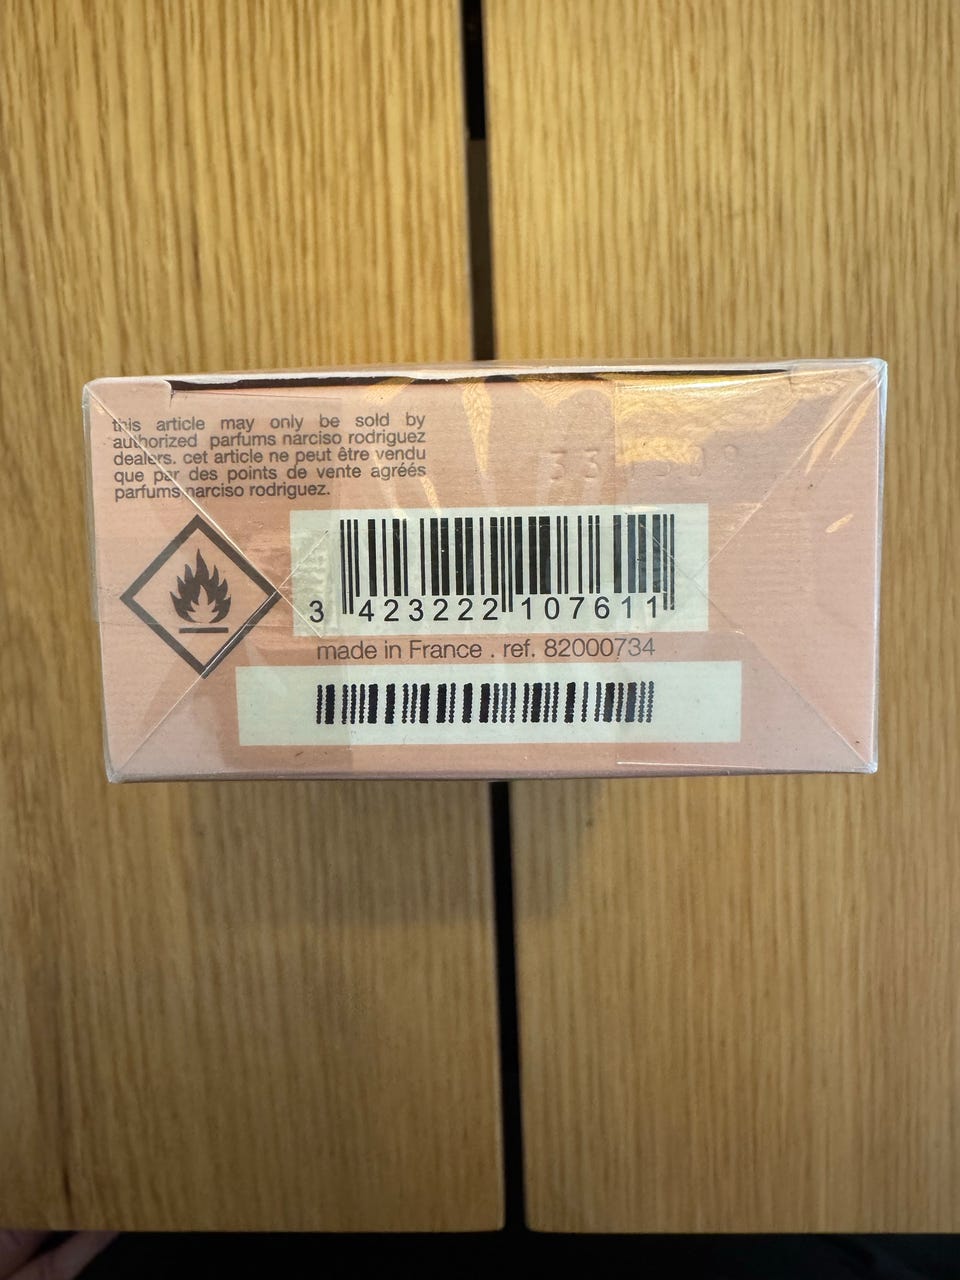 this article may only be sold by
authorized parfums narciso rodriguez
dealers. cet article ne peut être vendu
que par des points de vente agréés
parfums narciso rodriguez.
3 423222 107611
made in France . ref. 82000734